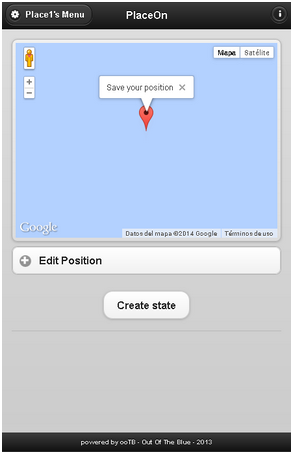 Place1's Menu
PlaceOn
Mapa
Satélite
Save your position
Google
Datos del mapa ©2014 Google
Términos de uso
Edit Position
Create state
powered by ooTB - Out Of The Blue - 2013